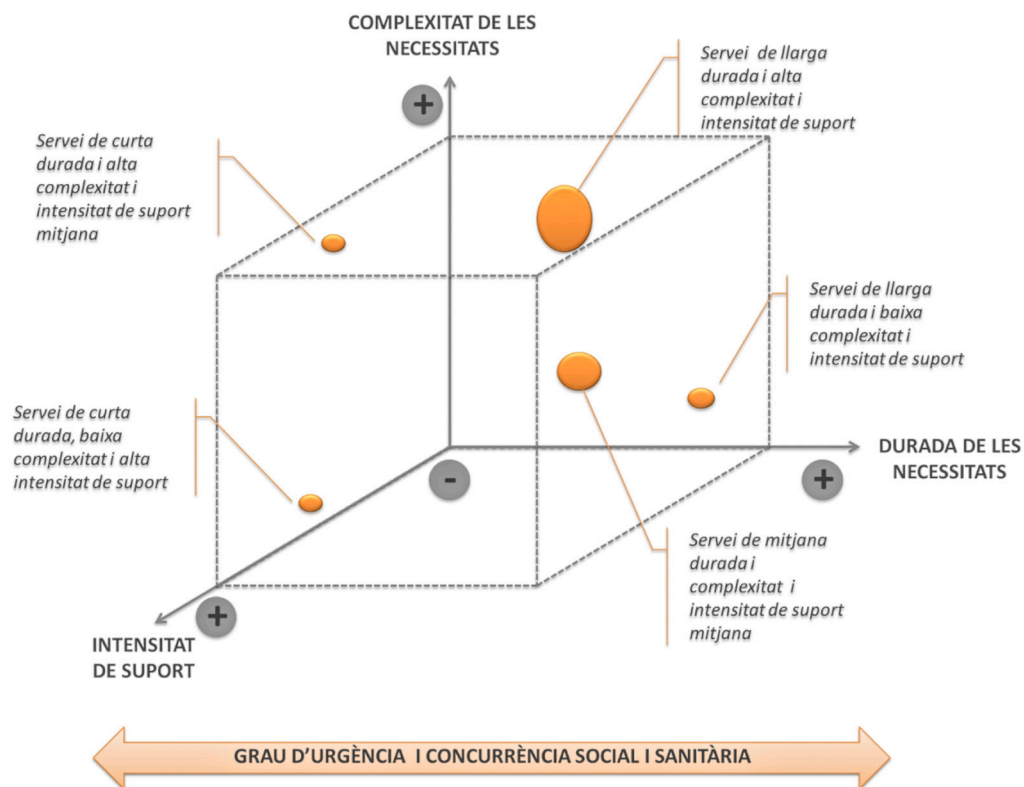 COMPLEXITAT DE LES
NECESSITATS
+
Servei de llarga
durada i alta
complexitat i
intensitat de suport
Servei de curta
durada i alta
complexitat i
intensitat de suport
mitjana
Servei de llarga
durada i baixa
complexitat i
intensitat de suport
Servei de curta
durada, baixa
complexitat i alta
intensitat de suport
DURADA DE LES
NECESSITATS
-
+
Servei de mitjana
durada i
complexitat i
intensitat de suport
mitjana
+
INTENSITAT
DE SUPORT
GRAU D'URGÈNCIA I CONCURRÈNCIA SOCIAL I SANITÀRIA